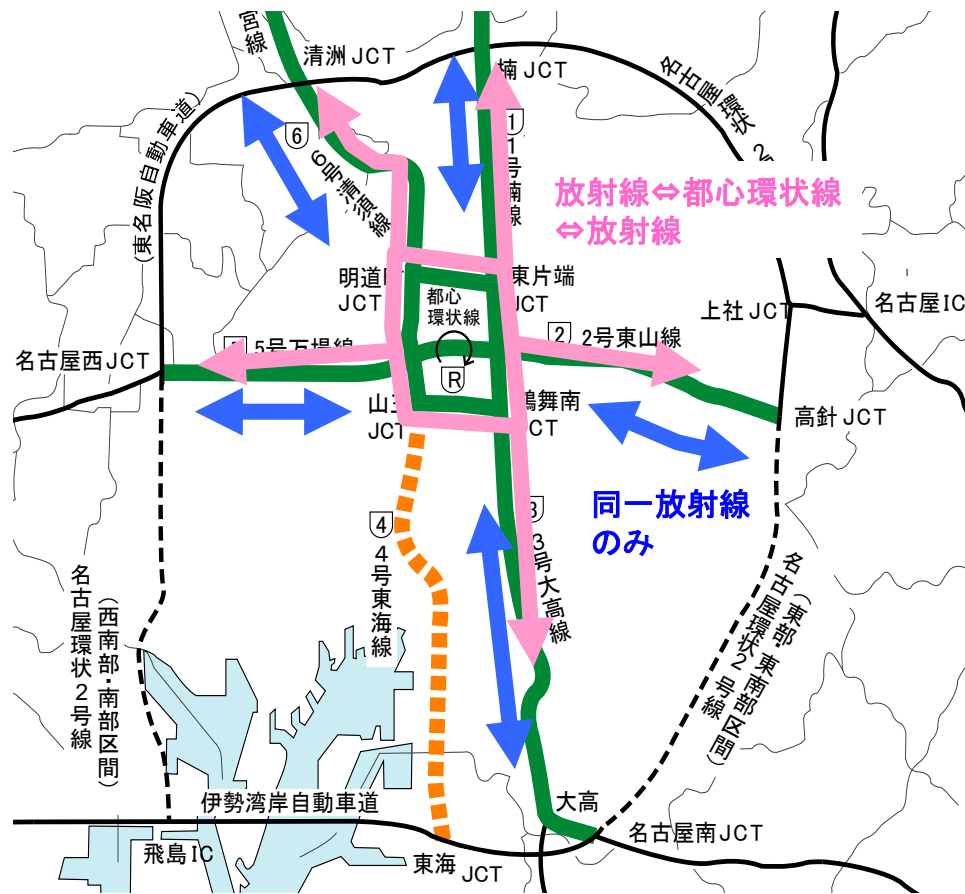 宮線
清洲JCT
楠JCT
名古屋環状2
(東名阪自動車道)
6
6号清須線
1
1号楠線
放射線⇔都心環状線
⇔放射線
明道
JCT
都心
環状線
東片端
JCT
上社JCT
名古屋IC
2
2号東山線
5号万場線
名古屋西JCT
R
山王
JCT
鶴舞南
JCT
高針JCT
同一放射線
のみ
3
3号大高線
4
4号東海線
名古屋環状2号線
(西南部・南部区間)
名古屋環状2号線
(東部・東南部区間)
伊勢湾岸自動車道
飛島IC
東海JCT
大高
名古屋南JCT